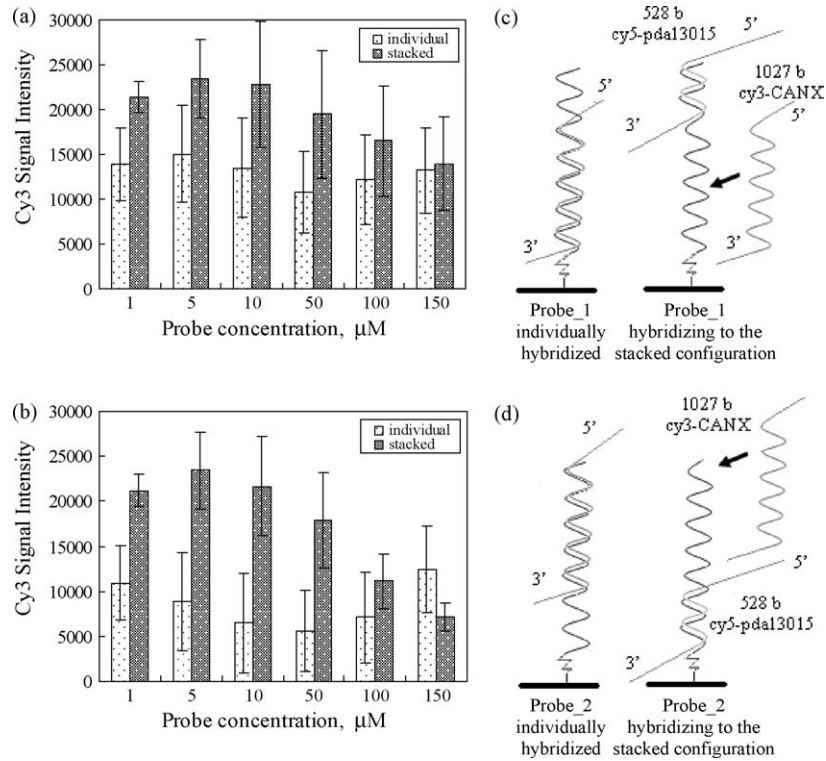 (a)
30000
25000
20000
15000
10000
5000
0
Cy3 Signal Intensity
individual
stacked
1 5 10 50 100 150
Probe concentration, μM
(c)
528 b
cy5-pda13015
5’
1027 b
cy3-CANX
5’
5’
3’
3’
3’
Probe_1
individually
hybridized
Probe_1
hybridizing to the
stacked configuration
(b)
30000
25000
20000
15000
10000
5000
0
Cy3 Signal Intensity
individual
stacked
1 5 10 50 100 150
Probe concentration, μM
(d)
1027 b
cy3-CANX
5’
3’
5’
528 b
cy5-pda13015
3’
Probe_2
individually
hybridized
Probe_2
hybridizing to the
stacked configuration